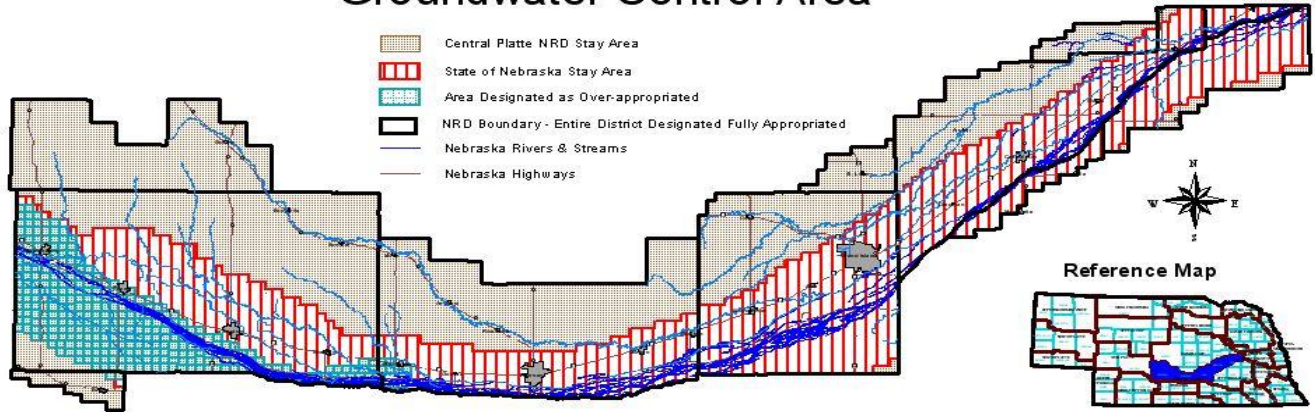 Groundwater Control Area
Central Platte NRD Stay Area
State of Nebraska Stay Area
Area Designated as Over-appropriated
NRD Boundary - Entire District Designated Fully Appropriated
Nebraska Rivers & Streams
Nebraska Highways
N
W E
S
Reference Map